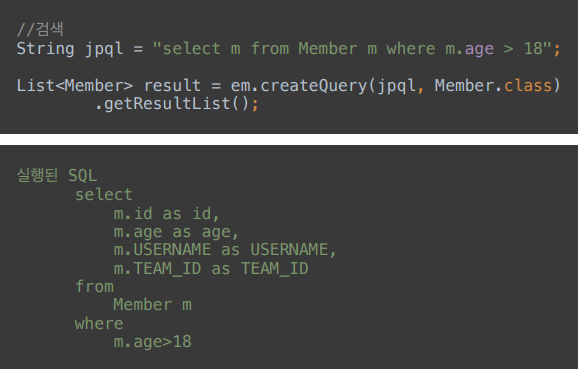 //검색
String jpql = "select m from Member m where m.age > 18";
List<Member> result = em.createQuery(jpql, Member.class)
.getResultList();
실행된 SQL
select
m.id as id,
m.age as age,
m.USERNAME as USERNAME,
m.TEAM_ID as TEAM_ID
from
Member m
where
m.age>18